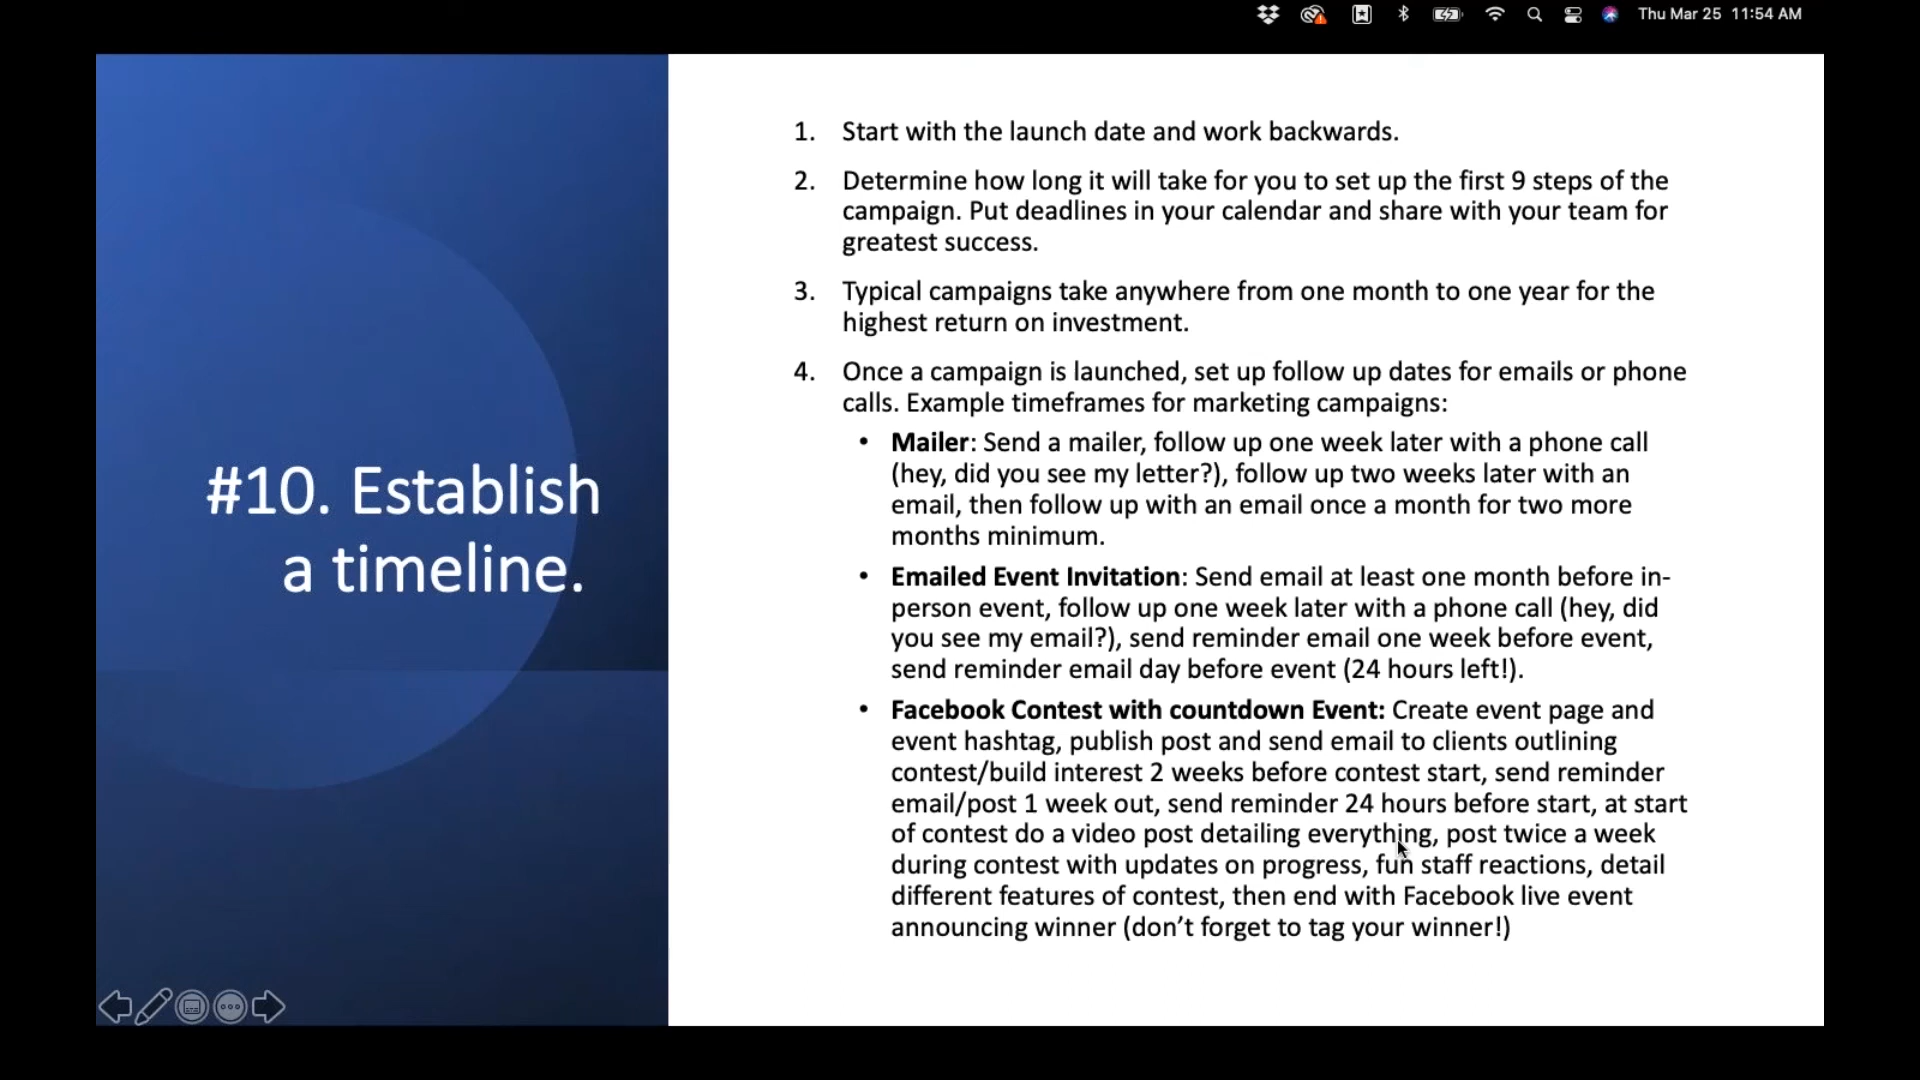 Thu Mar 25 11:54 AM
#10. Establish
a timeline.
1. Start with the launch date and work backwards.
2. Determine how long it will take for you to set up the first 9 steps of the
campaign. Put deadlines in your calendar and share with your team for
greatest success.
3. Typical campaigns take anywhere from one month to one year for the
highest return on investment.
4. Once a campaign is launched, set up follow up dates for emails or phone
calls. Example timeframes for marketing campaigns:
• Mailer: Send a mailer, follow up one week later with a phone call
(hey, did you see my letter?), follow up two weeks later with an
email, then follow up with an email once a month for two more
months minimum.
• Emailed Event Invitation: Send email at least one month before in-
person event, follow up one week later with a phone call (hey, did
you see my email?), send reminder email one week before event,
send reminder email day before event (24 hours left!).
• Facebook Contest with countdown Event: Create event page and
event hashtag, publish post and send email to clients outlining
contest/build interest 2 weeks before contest start, send reminder
email/post 1 week out, send reminder 24 hours before start, at start
of contest do a video post detailing everything, post twice a week
during contest with updates on progress, fun staff reactions, detail
different features of contest, then end with Facebook live event
announcing winner (don’t forget to tag your winner!)